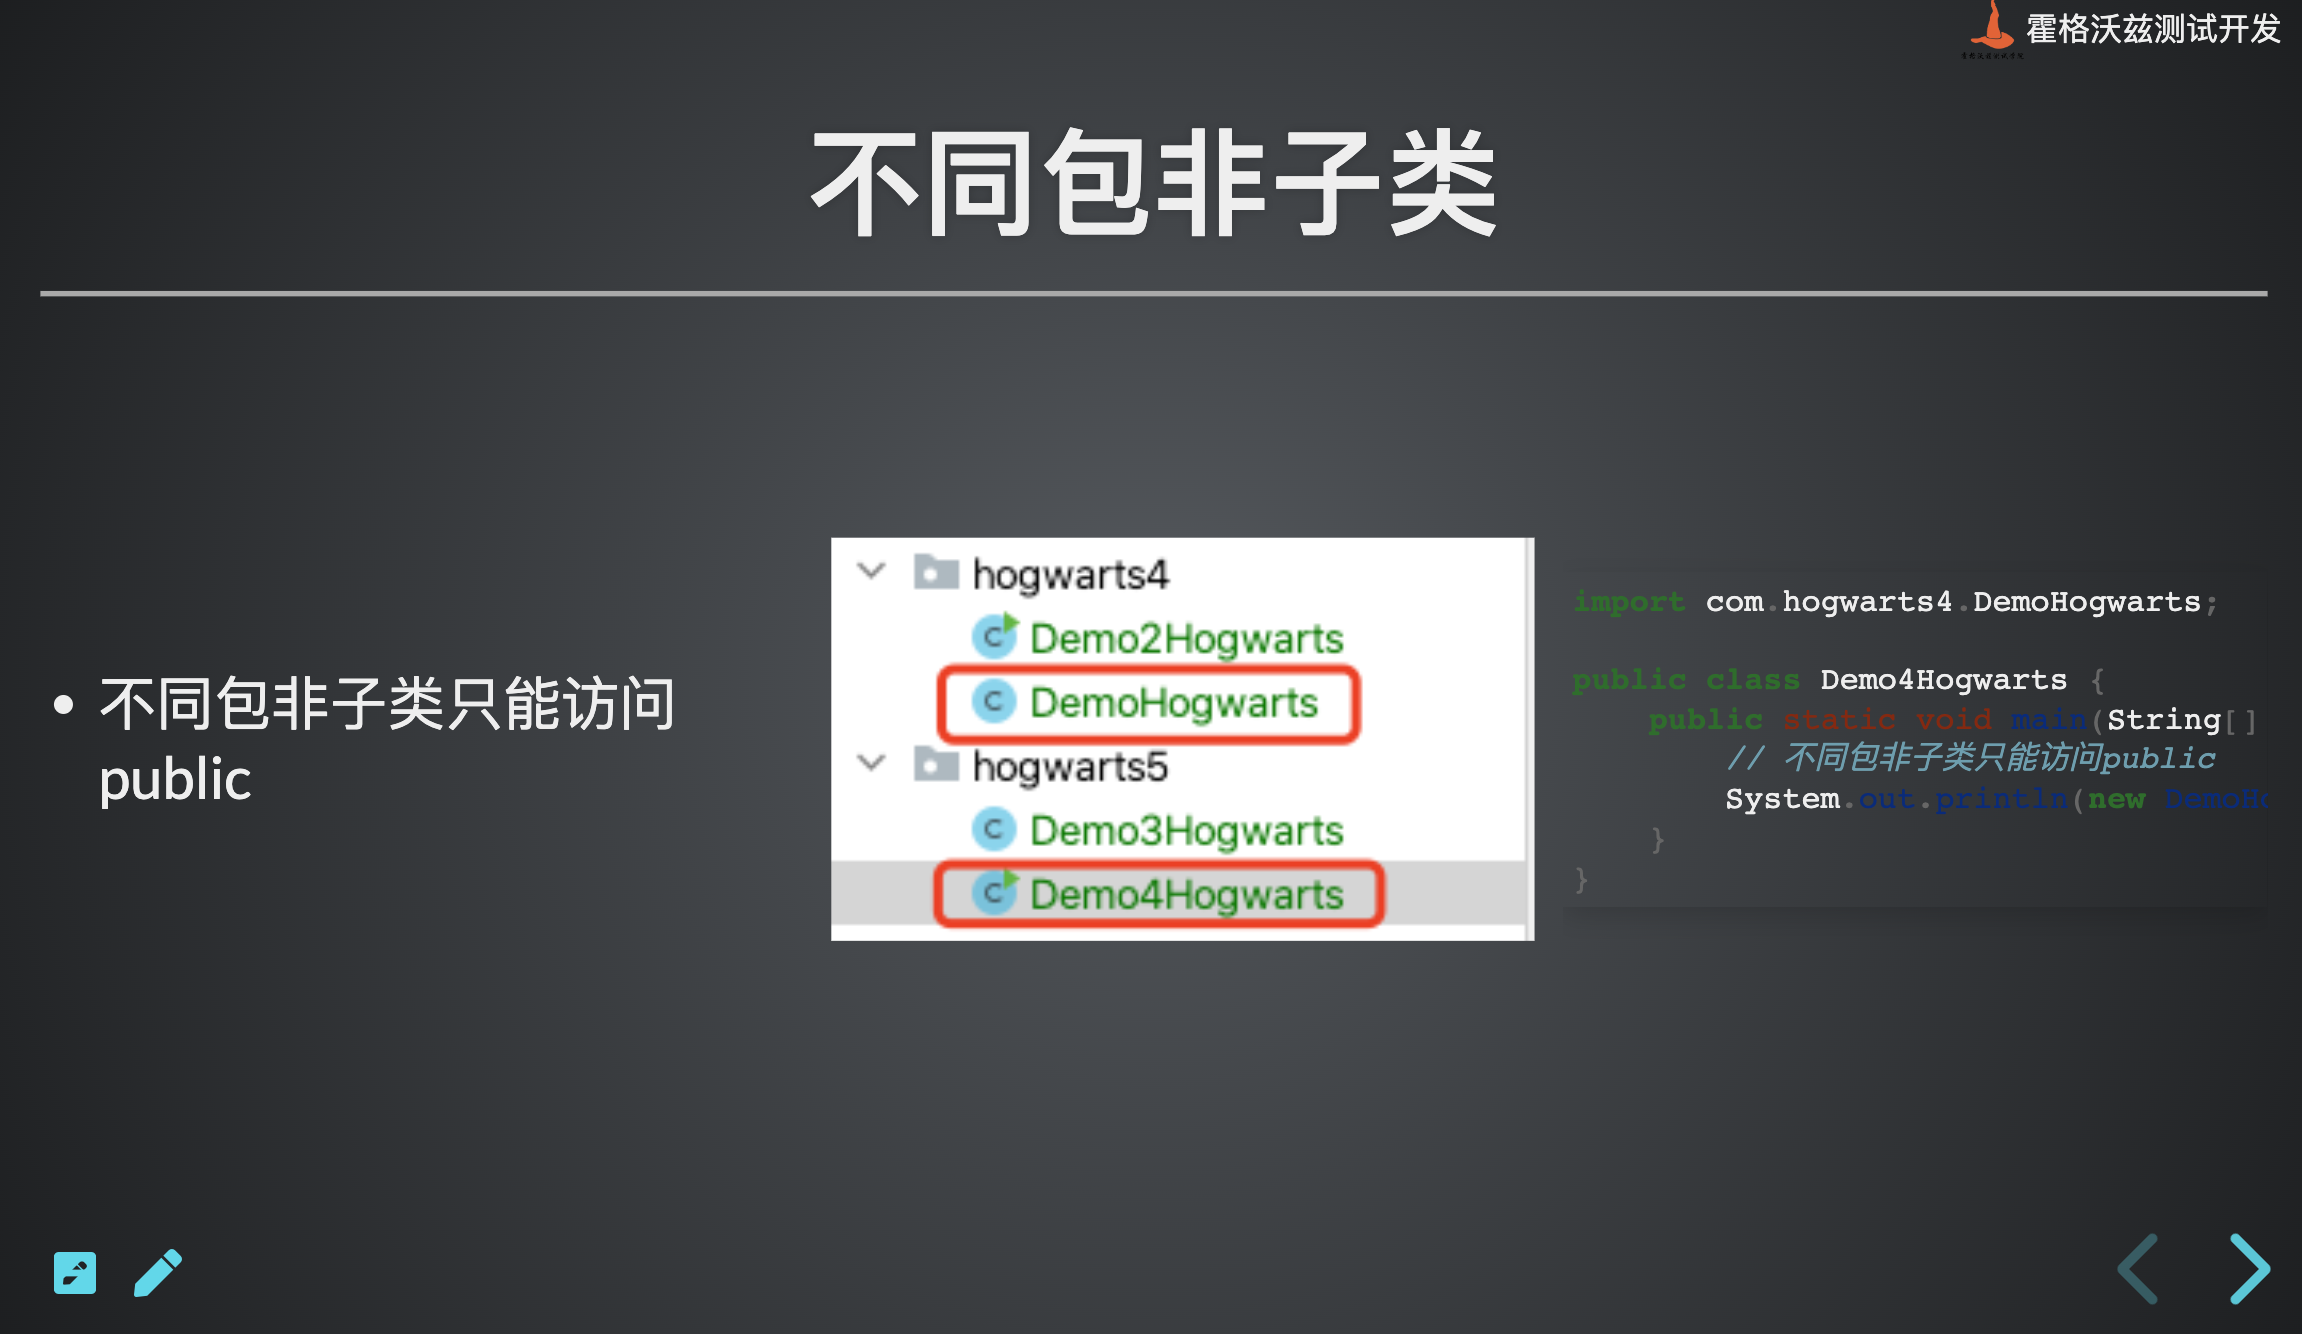 霍格沃兹测试开发
不同包非子类
不同包非子类只能访问
public
hogwarts4
Demo2Hogwarts
DemoHogwarts
hogwarts5
Demo3Hogwarts
Demo4Hogwarts
import com.hogwarts4.DemoHogwarts;
public class Demo4Hogwarts {
public static void main(String[]
// 不同包非子类只能访问public
System.out.println(new DemoH
}
}